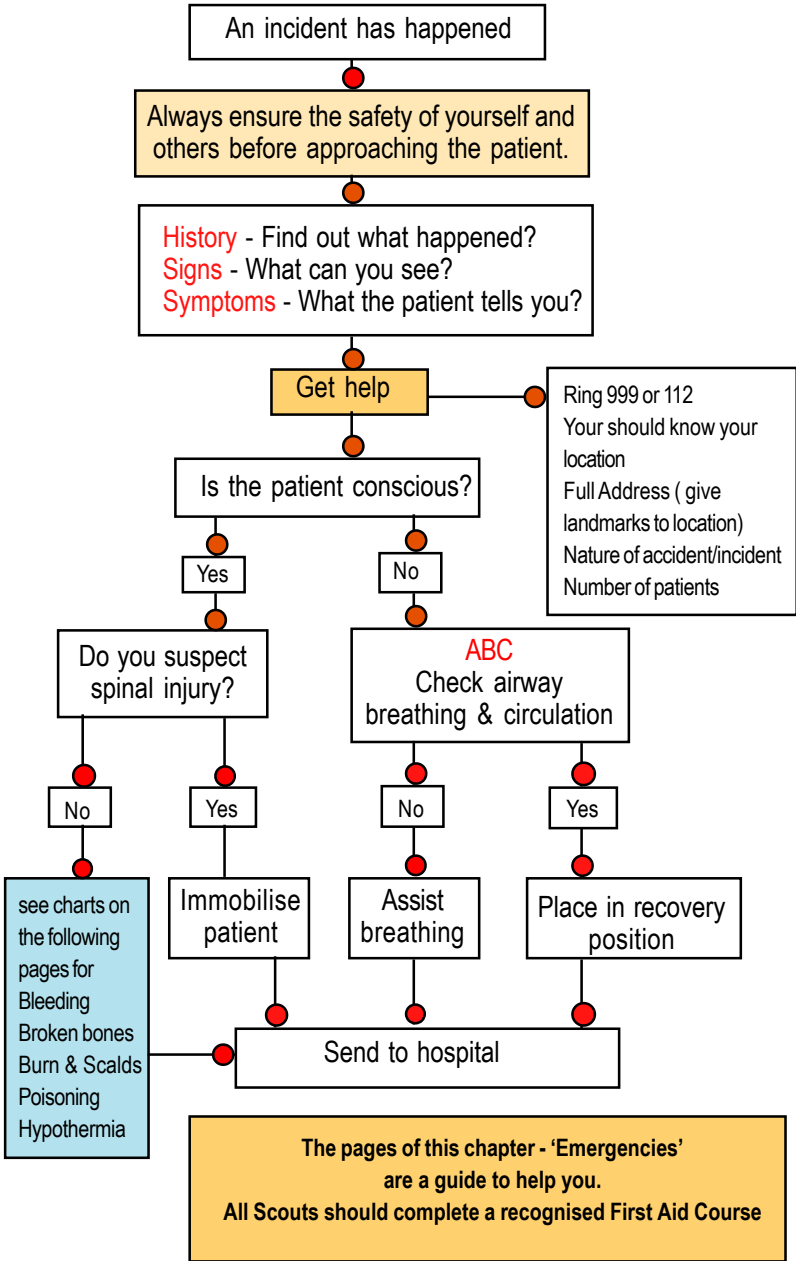 An incident has happened
Always ensure the safety of yourself and
others before approaching the patient.
History - Find out what happened?
Signs - What can you see?
Symptoms - What the patient tells you?
Get help
Ring 999 or 112
Your should know your
location
Full Address ( give
landmarks to location)
Nature of accident/incident
Number of patients
Is the patient conscious?
Yes
No
Do you suspect
spinal injury?
ABC
Check airway
breathing & circulation
No
Yes
No
Yes
see charts on
the following
pages for
Bleeding
Broken bones
Burn & Scalds
Poisoning
Hypothermia
Immobilise
patient
Assist
breathing
Place in recovery
position
Send to hospital
The pages of this chapter - ‘Emergencies’
are a guide to help you.
All Scouts should complete a recognised First Aid Course